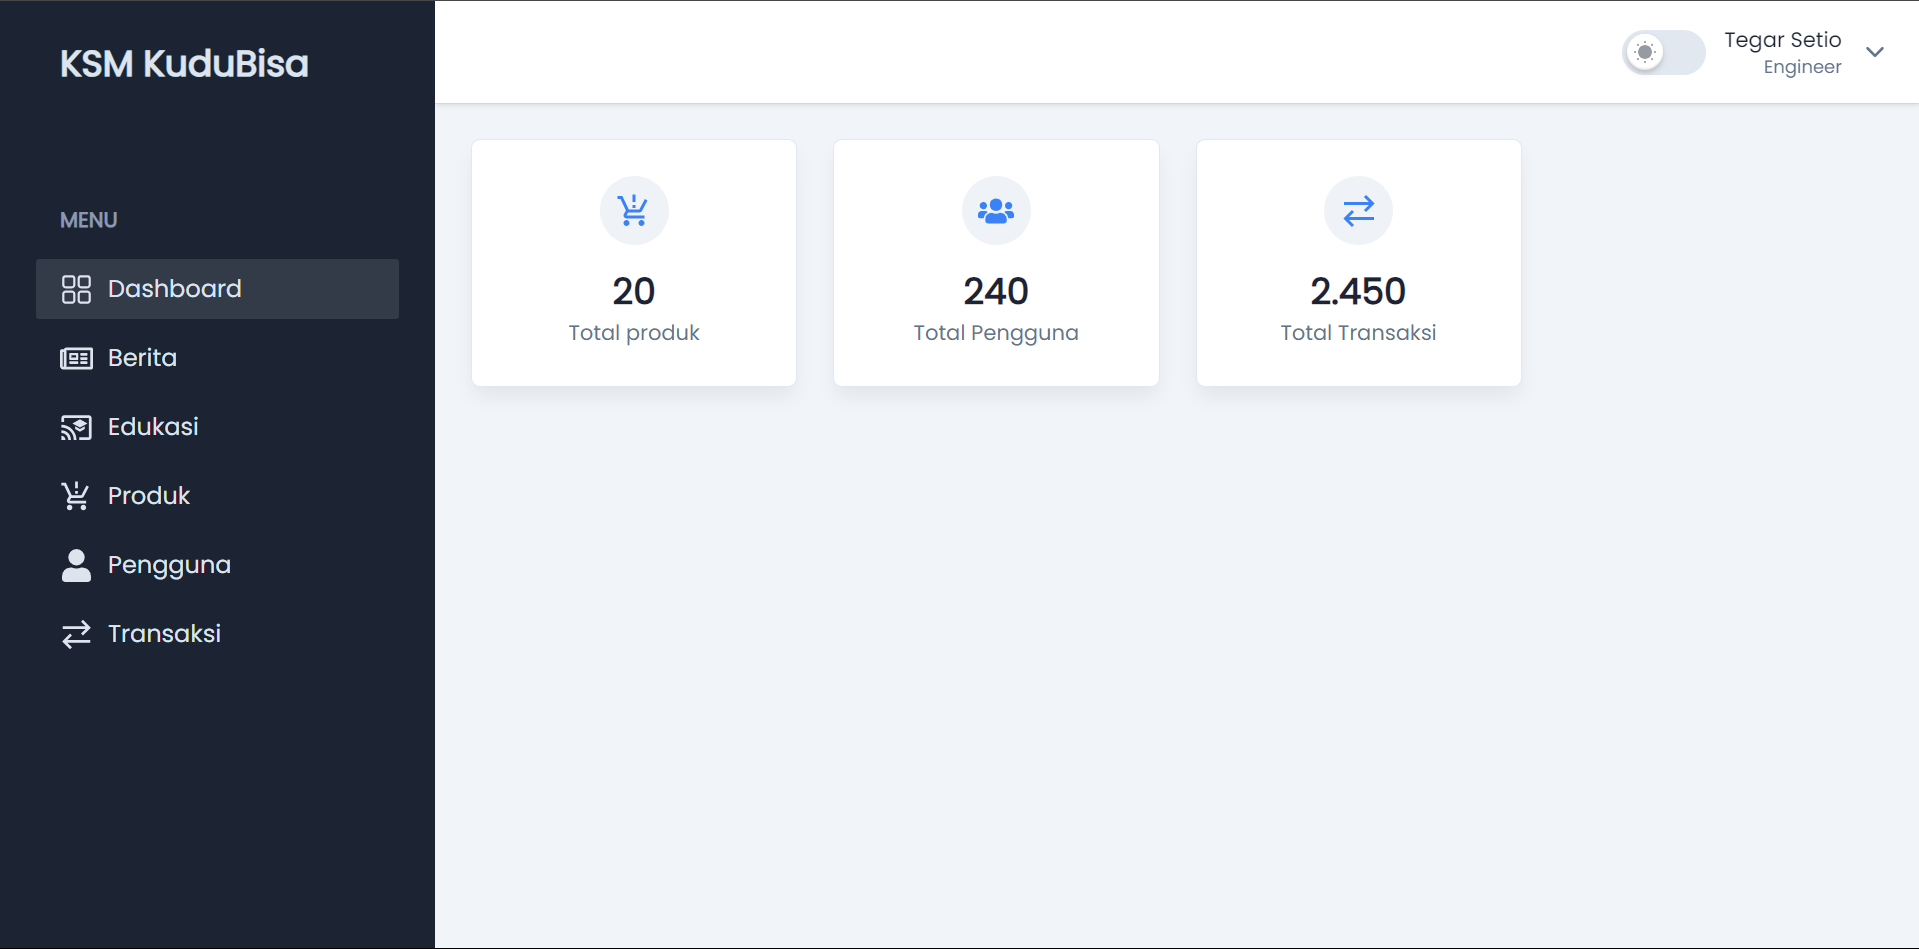 KSM KuduBisa
MENU
Dashboard
Berita
Edukasi
Produk
Pengguna
Transaksi
Tegar Setio
Engineer
20
Total produk
240
Total Pengguna
2.450
Total Transaksi